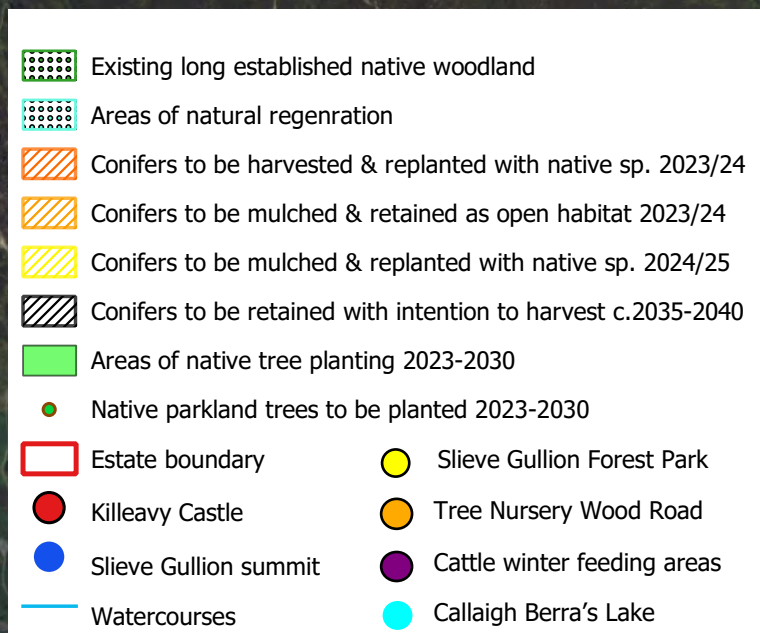 Existing long established native woodland
Areas of natural regenration
Conifers to be harvested & replanted with native sp. 2023/24
Conifers to be mulched & retained as open habitat 2023/24
Conifers to be mulched & replanted with native sp. 2024/25
Conifers to be retained with intention to harvest c.2035-2040
Areas of native tree planting 2023-2030
Native parkland trees to be planted 2023-2030
Estate boundary
Killeavy Castle
Slieve Gullion summit
Watercourses
Slieve Gullion Forest Park
Tree Nursery Wood Road
Cattle winter feeding areas
Callaigh Berra's Lake